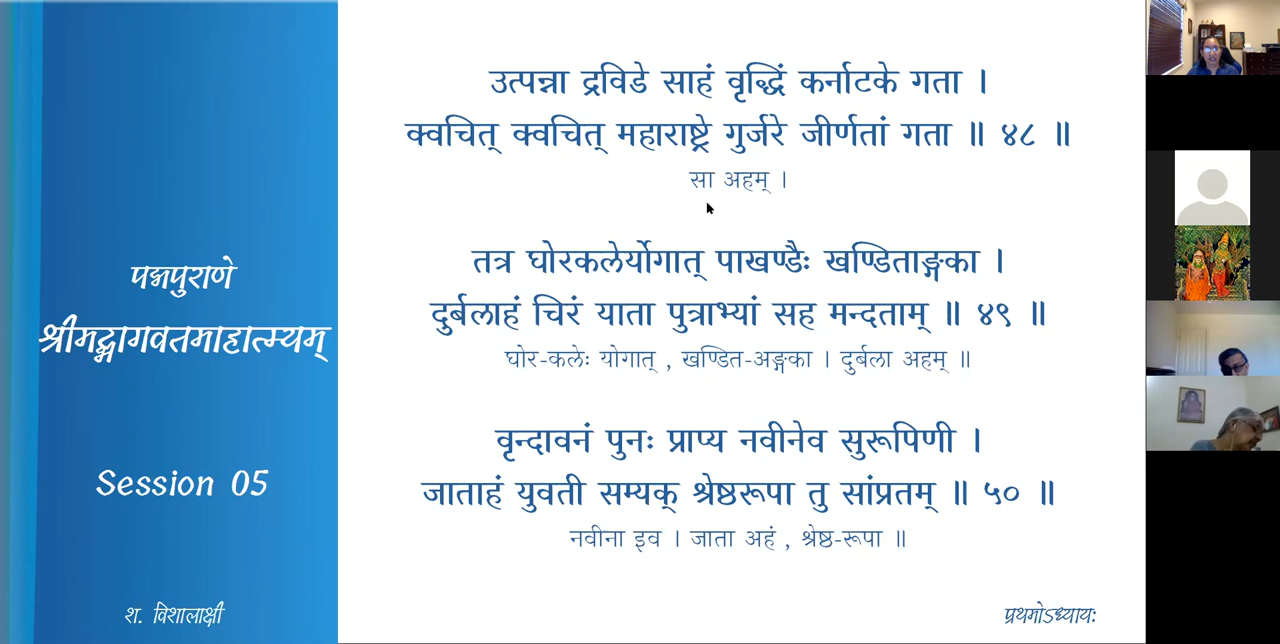 पद्मपुराणे
श्रीमद्भागवतमाहात्म्यम्
Session 05
श. विशालाक्षी
उत्पन्ना द्रविडे साहं वृद्धिं कर्नाटके गता ।
क्वचित् क्वचित् महाराष्ट्रे गुर्जरे जीर्णतां गता ॥ ४८ ॥
सा अहम् ।
तत्र घोरकलेर्योगात् पाखण्डैः खण्डिताङ्गका ।
दुर्बलाहं चिरं याता पुत्राभ्यां सह मन्दताम् ॥ ४९ ॥
घोर-कलेः योगात् , खण्डित-अङ्गका । दुर्बला अहम् ॥
वृन्दावनं पुनः प्राप्य नवीनेव सुरूपिणी ।
जाताहं युवती सम्यक् श्रेष्ठरूपा तु सांप्रतम् ॥ ५० ॥
नवीना इव । जाता अहं , श्रेष्ठ-रूपा ॥
प्रथमोऽध्यायः